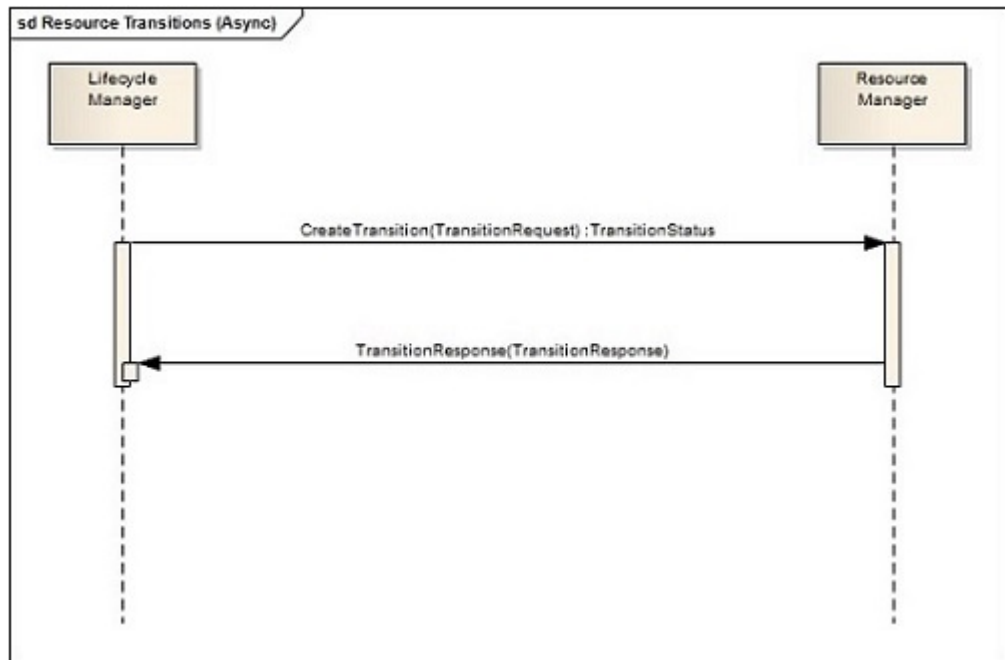 sd Resource Transitions (Async)
Lifecycle
Manager
Resource
Manager
CreateTransition(TransitionRequest) :TransitionStatus
TransitionResponse(TransitionResponse)